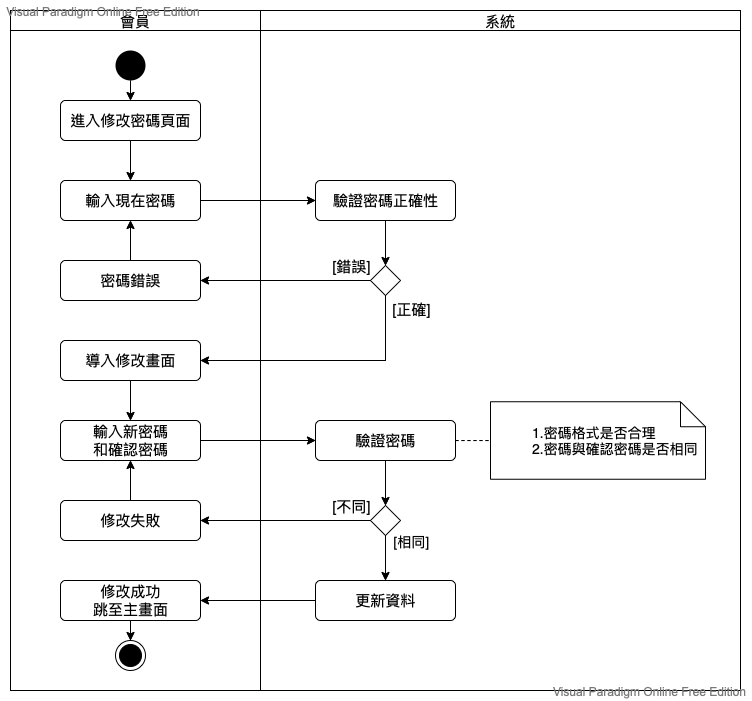 Visual Paradigm Online Free Edition
會員
系統
進入修改密碼頁面
輸入現在密碼
驗證密碼正確性
[錯誤]
密碼錯誤
[正確]
導入修改畫面
輸入新密碼
和確認密碼
驗證密碼
1.密碼格式是否合理
2.密碼與確認密碼是否相同
[不同]
修改失敗
[相同]
修改成功
跳至主畫面
更新資料
Visual Paradigm Online Free Edition